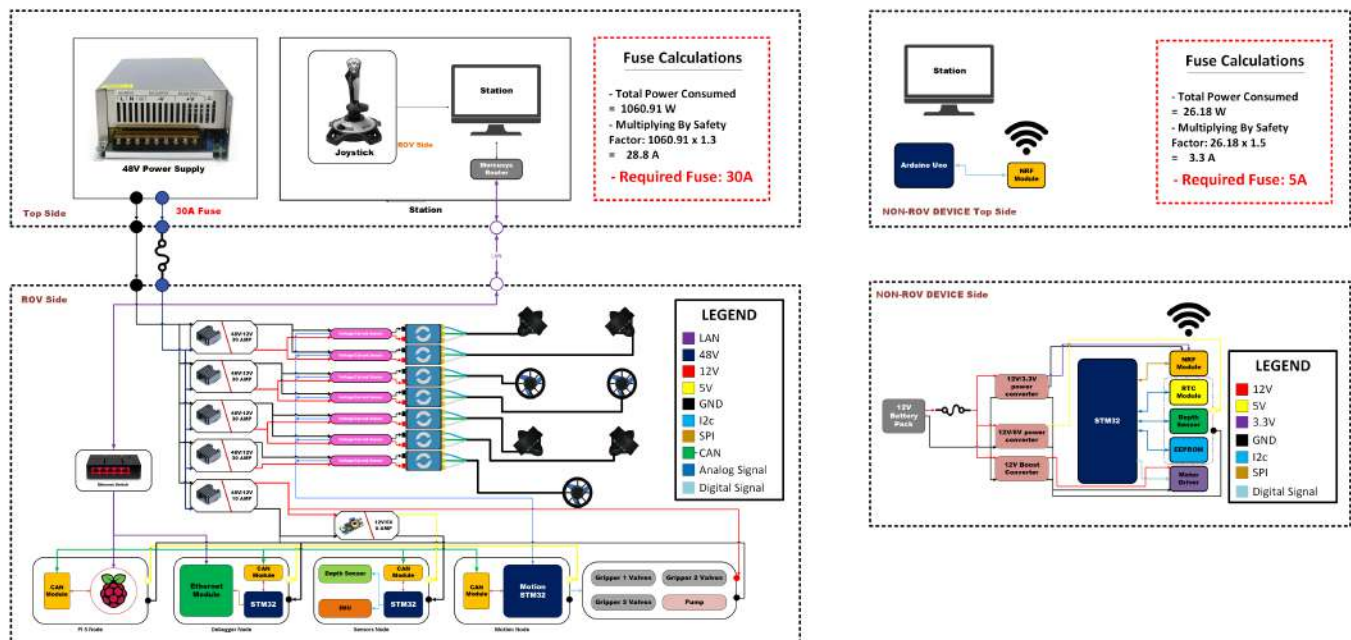 48V Power Supply
Joystick
ROV Side
Station
Mercusys
Router
Station
Fuse Calculations
- Total Power Consumed
= 1060.91 W
- Multiplying By Safety
Factor: 1060.91 x 1.3
= 28.8 A
- Required Fuse: 30A
Top Side
30A Fuse
LAN
Station
Arduino Uno
NRF
Module
Fuse Calculations
- Total Power Consumed
= 26.18 W
- Multiplying By Safety
Factor: 26.18 x 1.5
= 3.3 A
- Required Fuse: 5A
NON-ROV DEVICE Top Side
ROV Side
48V-12V
30 AMP
48V-12V
30 AMP
48V-12V
30 AMP
48V-12V
30 AMP
48V-12V
10 AMP
12V/5V
LEGEND
LAN
48V
12V
5V
GND
I2c
SPI
CAN
Analog Signal
Digital Signal
Ethernet Switch
CAN
Module
Pi 5 Node
Ethernet
Module
CAN
Module
STM32
Debugger Node
Depth Sensor
IMU
CAN
Module
STM32
Sensors Node
CAN
Module
Motion
STM32
Motion Node
Gripper 1 Valves
Gripper 2 Valves
Gripper 3 Valves
Pump
NON-ROV DEVICE Side
12V
Battery
Pack
12V/3.3V
power
converter
12V/5V power
converter
12V Boost
Converter
STM32
NRF
Module
RTC
Module
Depth
Sensor
EEPROM
Motor
Driver
LEGEND
12V
5V
3.3V
GND
I2c
SPI
Digital Signal